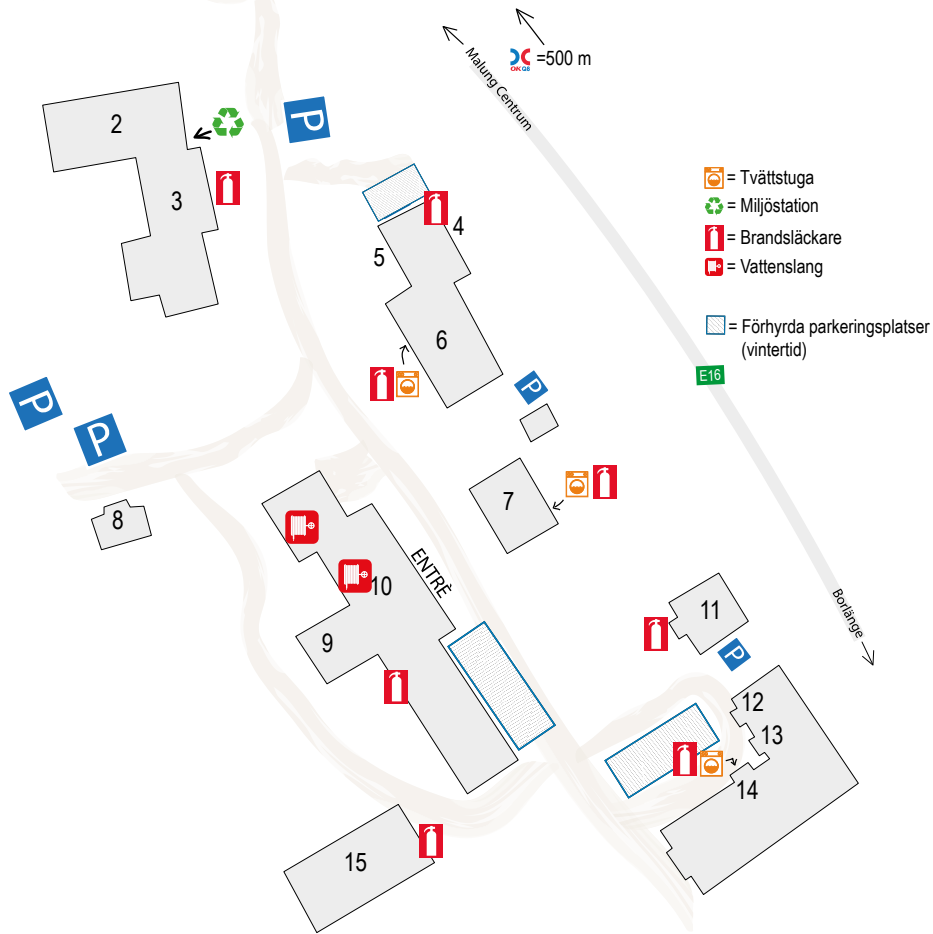 =500 m
OKQ8
Malung Centrum
2
P
3
4
5
6
= Tvättstuga
= Miljöstation
= Brandsläckare
= Vattenslang
= Förhyrda parkeringsplatser
(vintertid)
E16
P
P
P
7
8
ENTRÈ
10
9
11
Borlänge
P
12
13
14
15